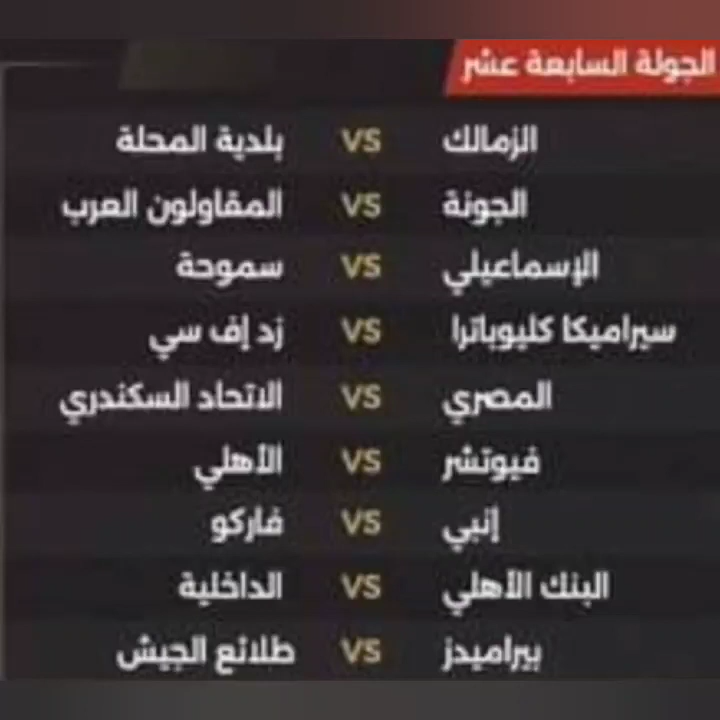 الجولة السابعة عشر
الزمالك VS بلدية المحلة
الجونة VS المقاولون العرب
الإسماعيلي VS سموحة
سيراميكا كليوباترا VS زد إف سي
المصري VS الاتحاد السكندري
فيوتشر VS الأهلي
إنبي VS فاركو
البنك الأهلي VS الداخلية
بيراميدز VS طلائع الجيش